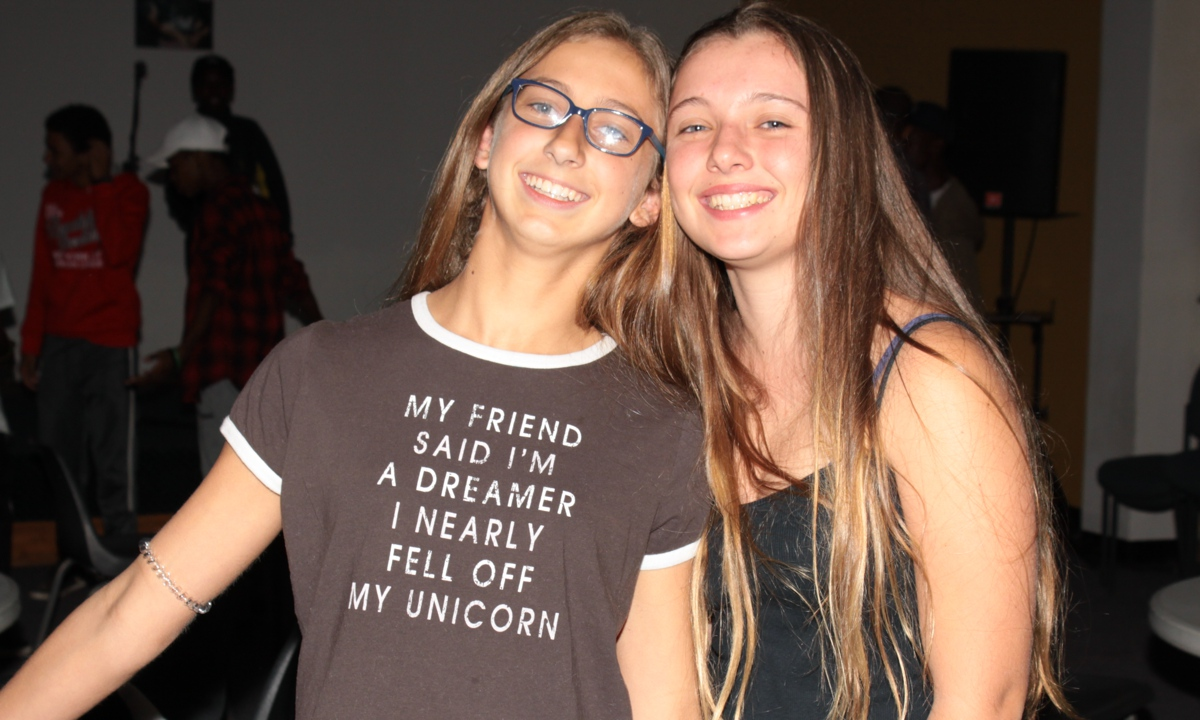 MY FRIEND
SAID I'M
A DREAMER
I NEARLY
FELL OFF
MY UNICORN